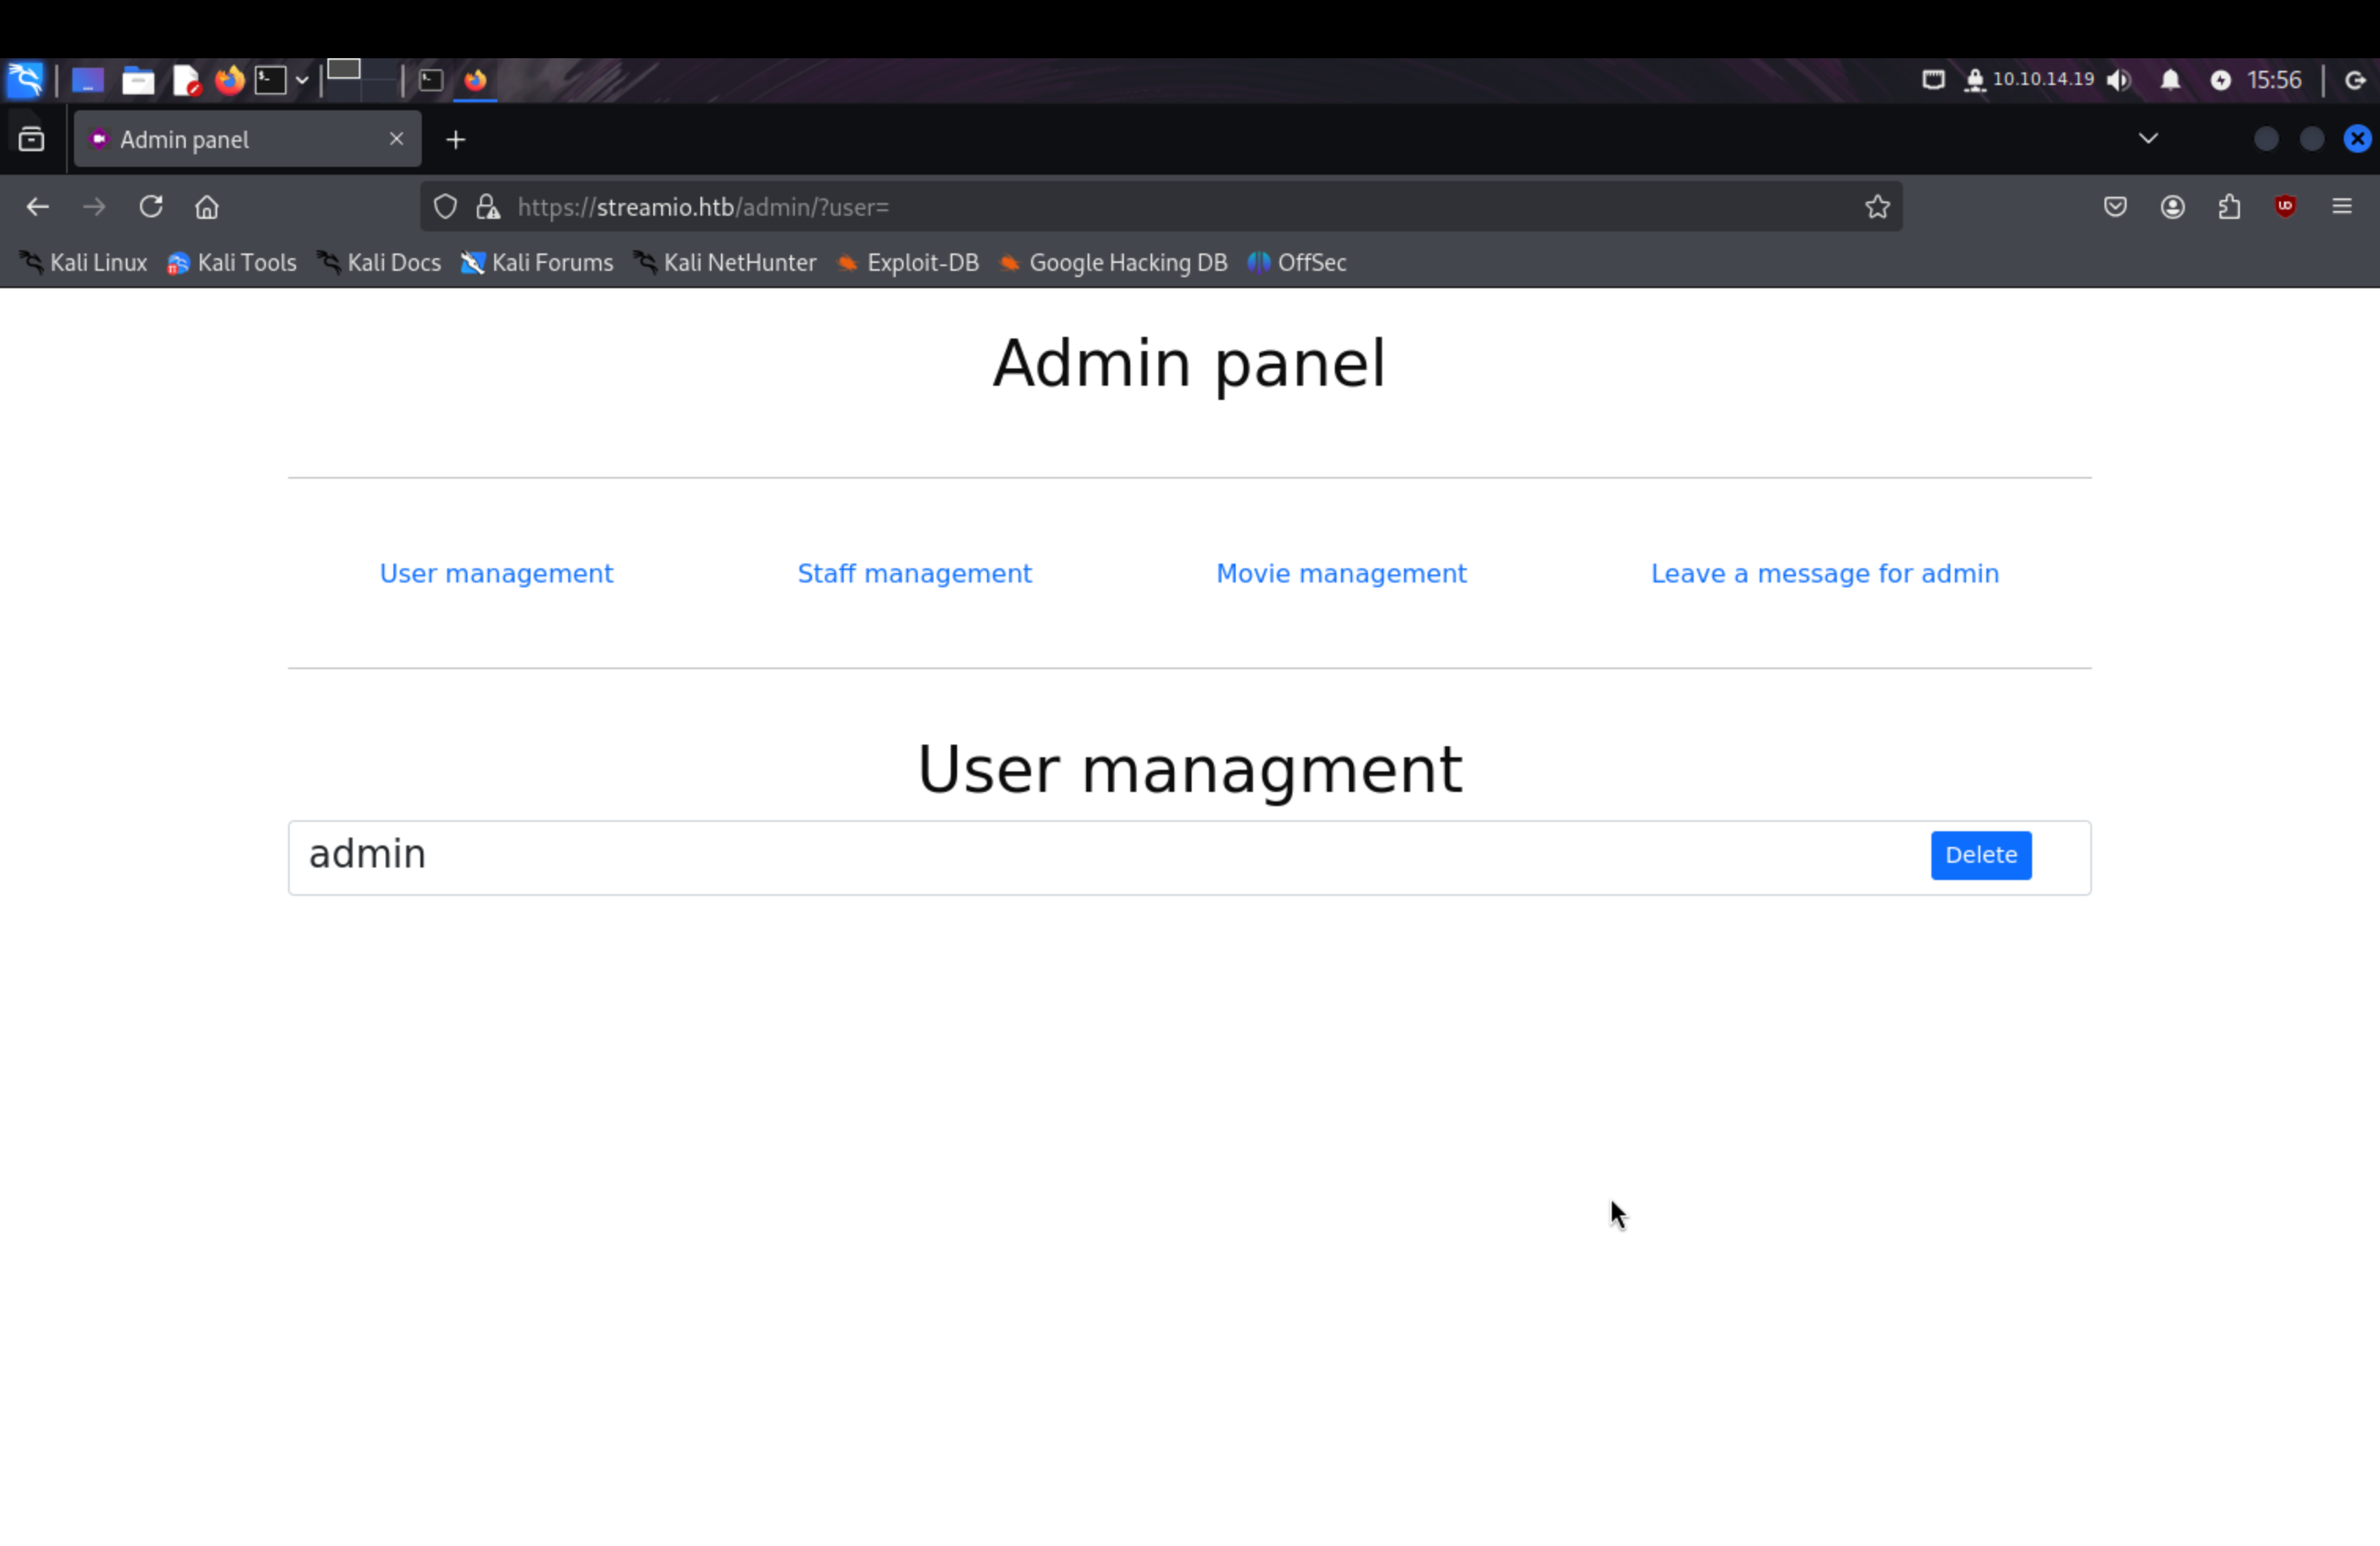 10.10.14.19 15:56
Admin panel
https://streamio.htb/admin/?user=
Kali Linux Kali Tools Kali Docs Kali Forums Kali NetHunter Exploit-DB Google Hacking DB OffSec
Admin panel
User management Staff management Movie management Leave a message for admin
User managment
admin Delete